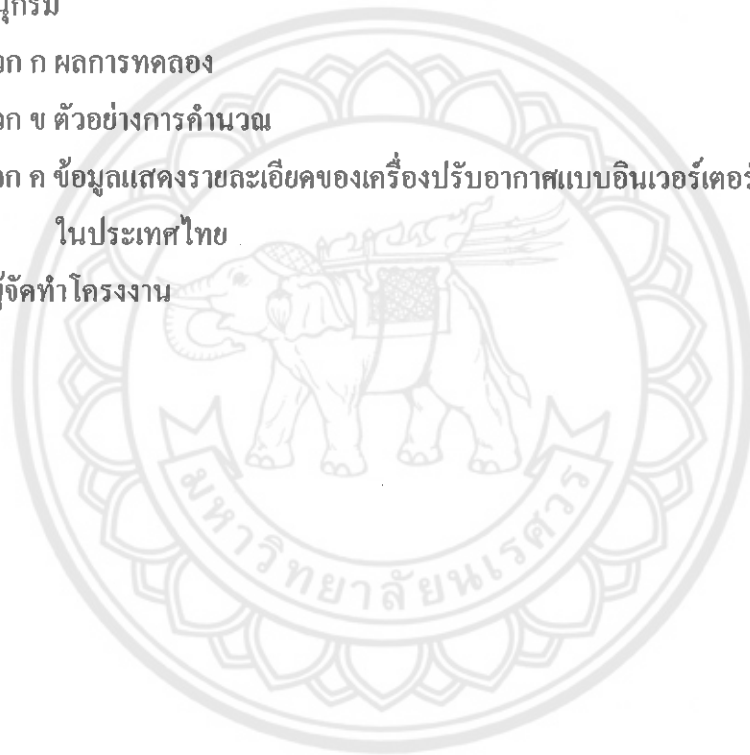 ผลการทดลอง
ข ตัวอย่างการคำนวณ
ค ข้อมูลแสดงรายละเอียดของเครื่องปรับอากาศแบบอินเวอร์เตอร์
ในประเทศไทย
ผู้จัดทำโครงงาน
มหาวิทยาลัยนเรศวร